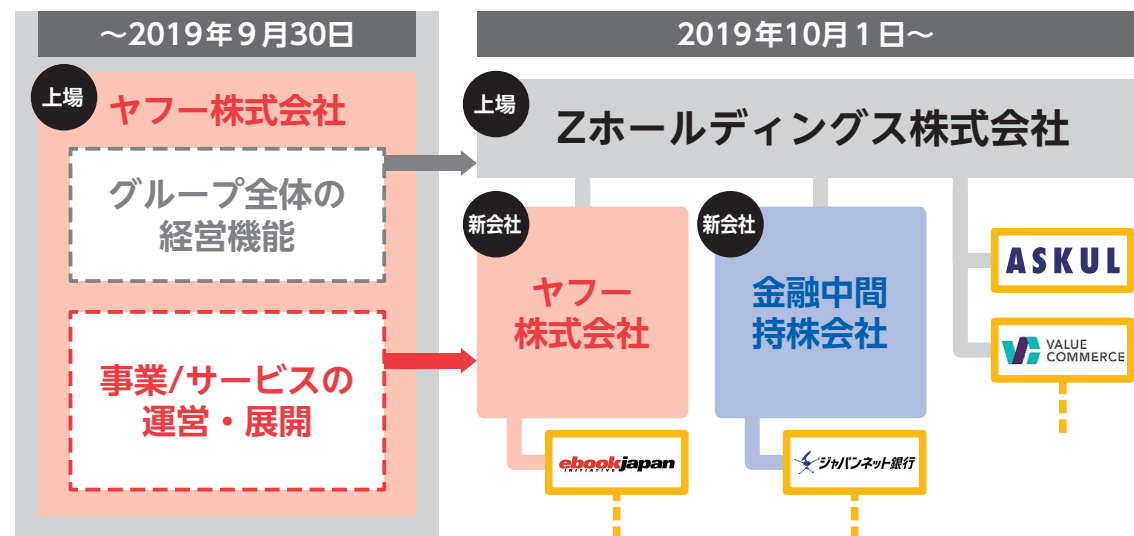 ～2019年９月30日
上場
ヤフー株式会社
グループ全体の
経営機能
事業/サービスの
運営・展開
2019年10月１日～
上場
Zホールディングス株式会社
新会社
ヤフー
株式会社
ebookjapan
INITIATIVE
新会社
金融中間
持株会社
ジャパンネット銀行
ASKUL
VALUE
COMMERCE